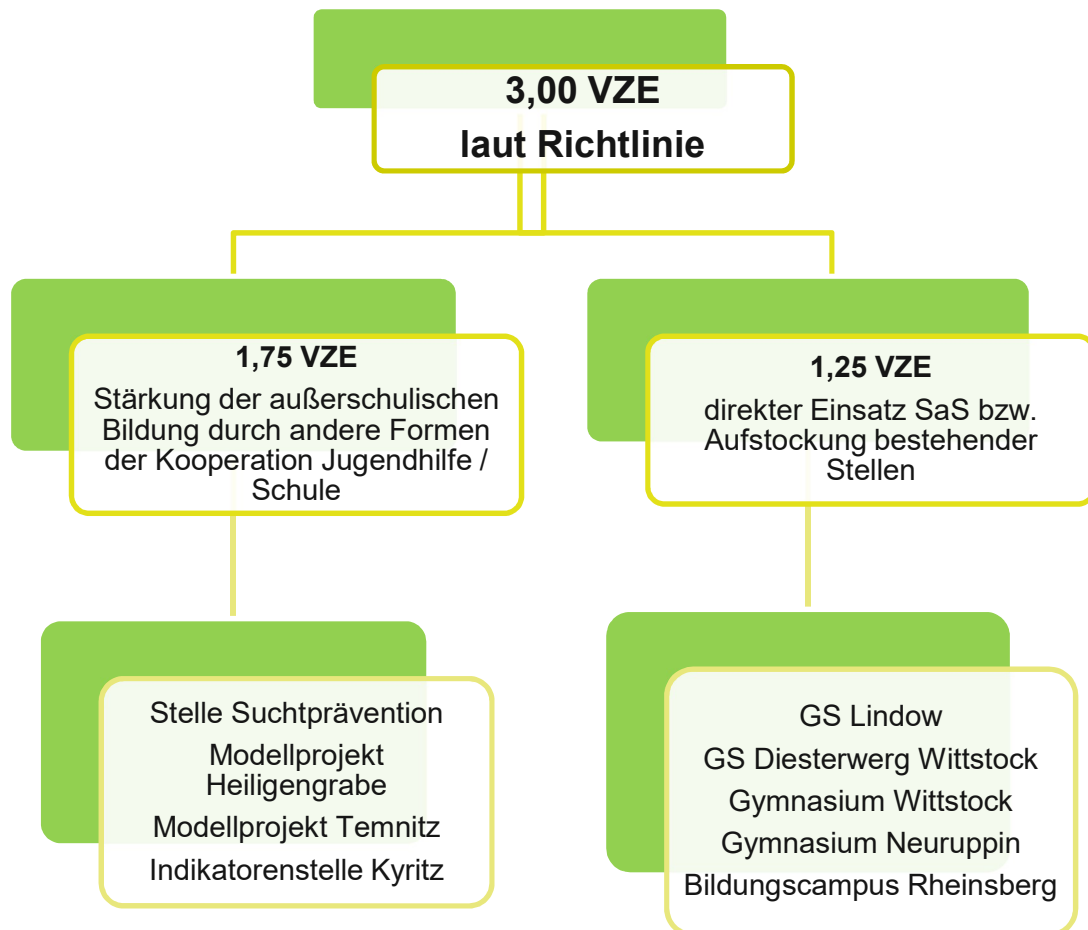 3,00 VZE
laut Richtlinie
1,75 VZE
Stärkung der außerschulischen
Bildung durch andere Formen
der Kooperation Jugendhilfe /
Schule
1,25 VZE
direkter Einsatz SaS bzw.
Aufstockung bestehender
Stellen
Stelle Suchtprävention
Modellprojekt
Heiligengrabe
Modellprojekt Temnitz
Indikatorenstelle Kyritz
GS Lindow
GS Diesterwerg Wittstock
Gymnasium Wittstock
Gymnasium Neuruppin
Bildungscampus Rheinsberg